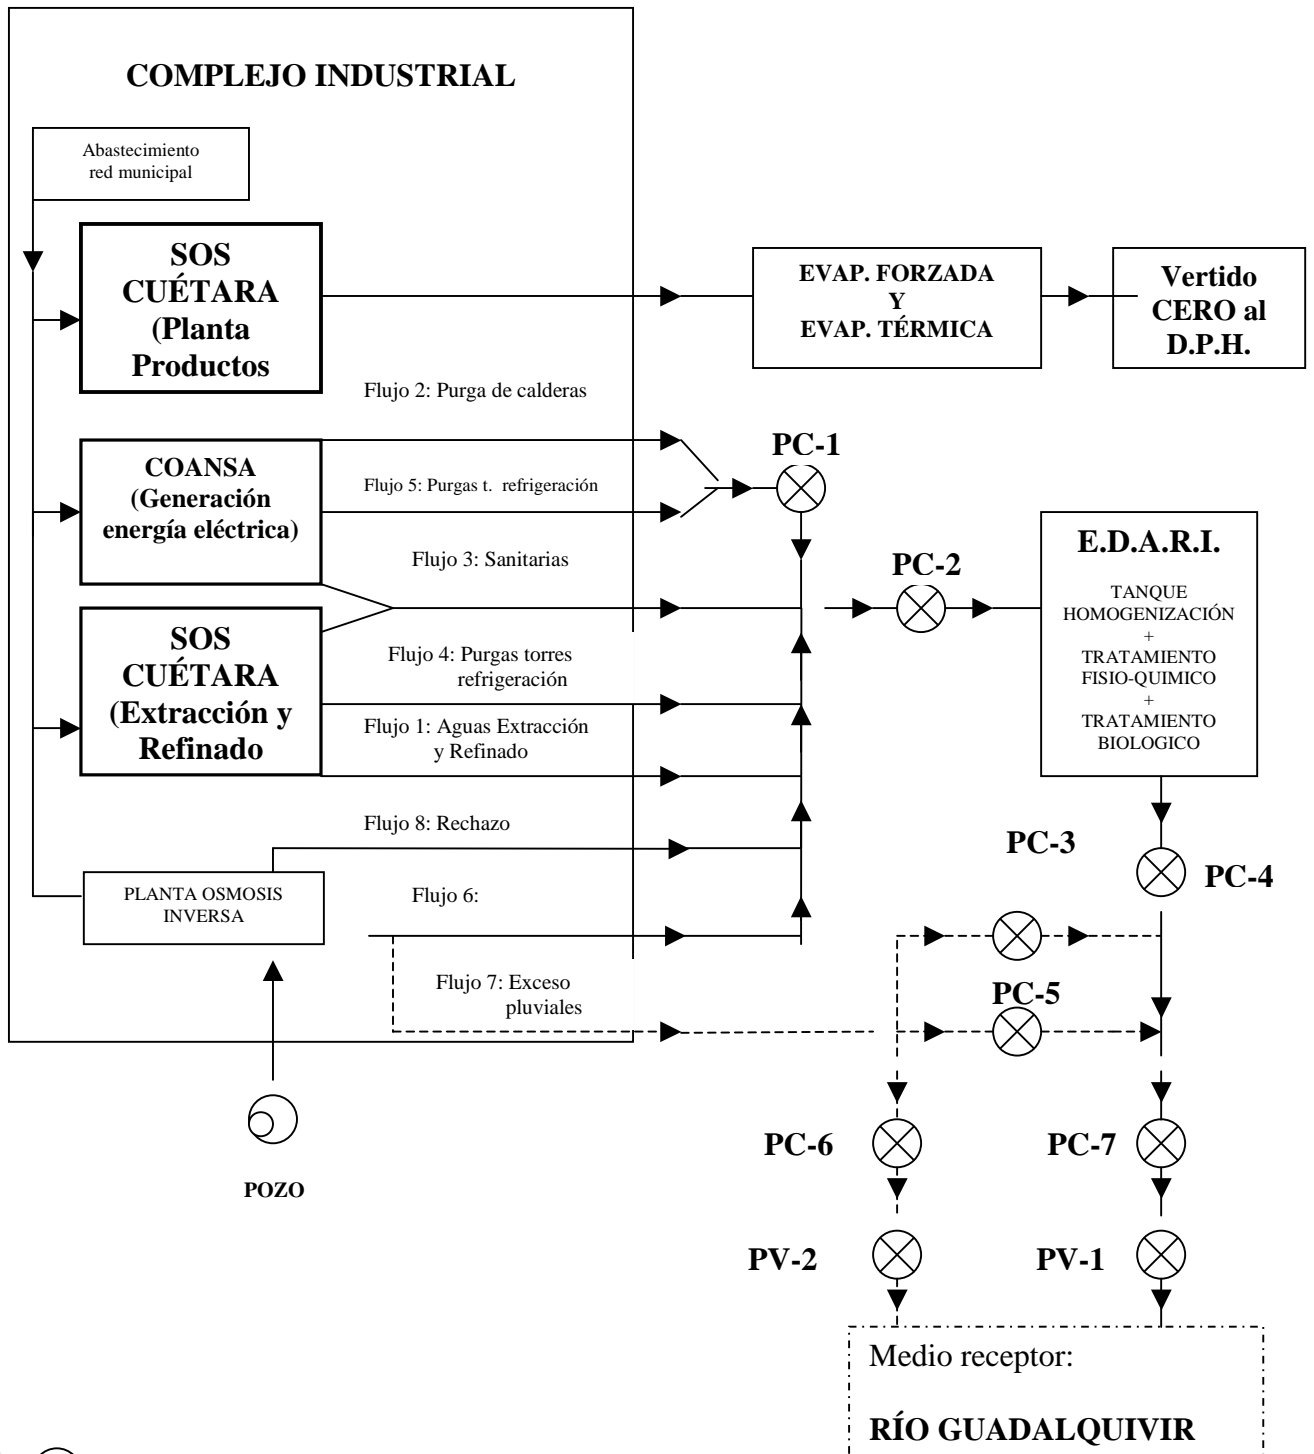 COMPLEJO INDUSTRIAL
Abastecimiento
red municipal
SOS
CUÉTARA
(Planta
Productos
EVAP. FORZADA
Y
EVAP. TÉRMICA
Vertido
CERO al
D.P.H.
Flujo 2: Purga de calderas
COANSA
(Generación
energía eléctrica)
Flujo 5: Purgas t. refrigeración
PC-1
Flujo 3: Sanitarias
PC-2
E.D.A.R.I.
TANQUE
HOMOGENIZACIÓN
+
TRATAMIENTO
FISIO-QUIMICO
+
TRATAMIENTO
BIOLOGICO
SOS
CUÉTARA
(Extracción y
Refinado
Flujo 4: Purgas torres
refrigeración
Flujo 1: Aguas Extracción
y Refinado
Flujo 8: Rechazo
PC-3
PC-4
PLANTA OSMOSIS
INVERSA
Flujo 6:
Flujo 7: Exceso
pluviales
PC-5
POZO
PC-6
PC-7
PV-2
PV-1
Medio receptor:
RÍO GUADALQUIVIR